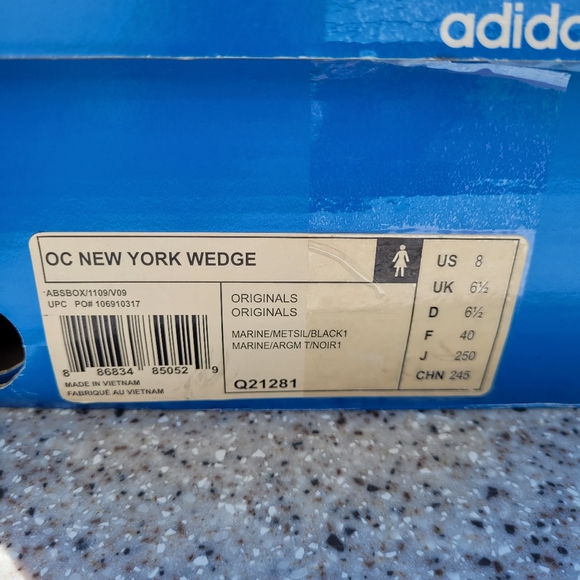 adidas
OC NEW YORK WEDGE
ABSBOX/1109/V09
UPC PO# 106910317
8 86834 85052 9
MADE IN VIETNAM
FABRIQUÉ AU VIETNAM
ORIGINALS
ORIGINALS
MARINE/METSIL/BLACK1
MARINE/ARGM T/NOIR1
Q21281
US 8
UK 6½
D 6½
F 40
J 250
CHN 245